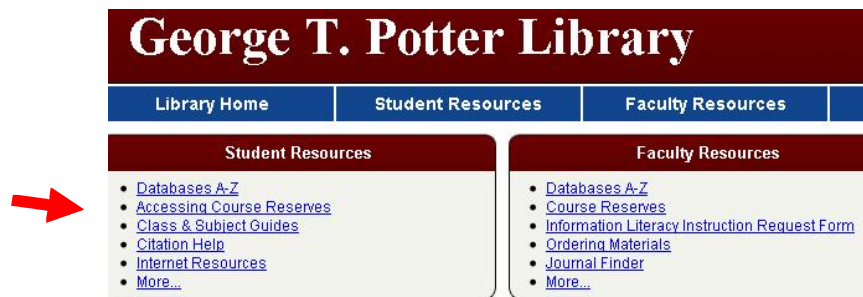 George T. Potter Library
Library Home Student Resources Faculty Resources
Student Resources
• Databases A-Z
• Accessing Course Reserves
• Class & Subject Guides
• Citation Help
• Internet Resources
• More...
Faculty Resources
• Databases A-Z
• Course Reserves
• Information Literacy Instruction Request Form
• Ordering Materials
• Journal Finder
• More...